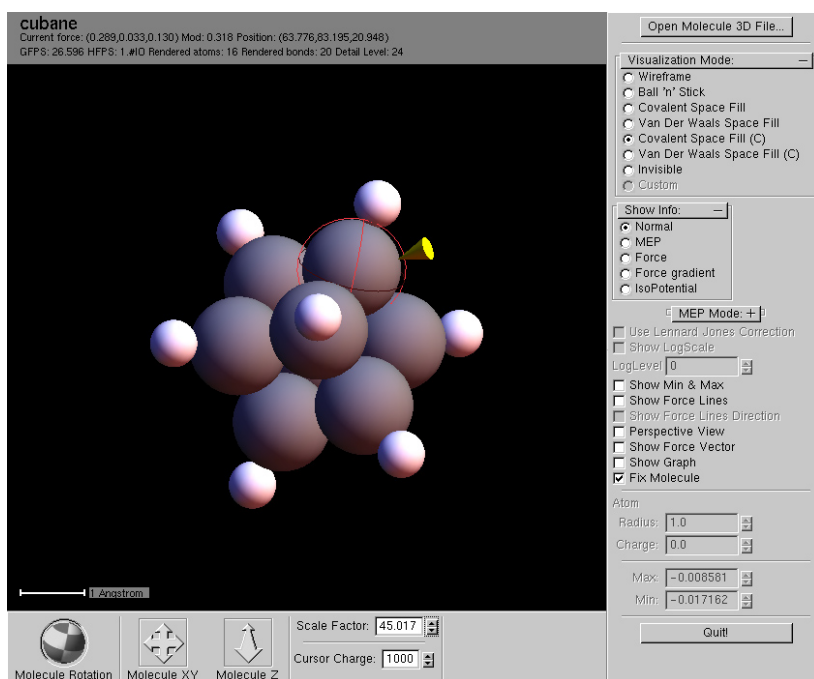 cubane
Current force: (0.289,0.033,0.130) Mod: 0.318 Position: (63.776,83.195,20.948)
GFPS: 26.596 HFPS: 1.#IO Rendered atoms: 16 Rendered bonds: 20 Detail Level: 24
Open Molecule 3D File...
Visualization Mode: –
Wireframe
Ball 'n' Stick
Covalent Space Fill
Van Der Waals Space Fill
Covalent Space Fill (C)
Van Der Waals Space Fill (C)
Invisible
Custom
Show Info: –
Normal
MEP
Force
Force gradient
IsoPotential
MEP Mode: +
Use Lennard Jones Correction
Show LogScale
LogLevel 0
Show Min & Max
Show Force Lines
Show Force Lines Direction
Perspective View
Show Force Vector
Show Graph
Fix Molecule
Atom
Radius: 1.0
Charge: 0.0
Max: -0.008581
Min: -0.017162
Quit!
1 Angstrom
Molecule Rotation
Molecule XY
Molecule Z
Scale Factor: 45.017
Cursor Charge: 1000